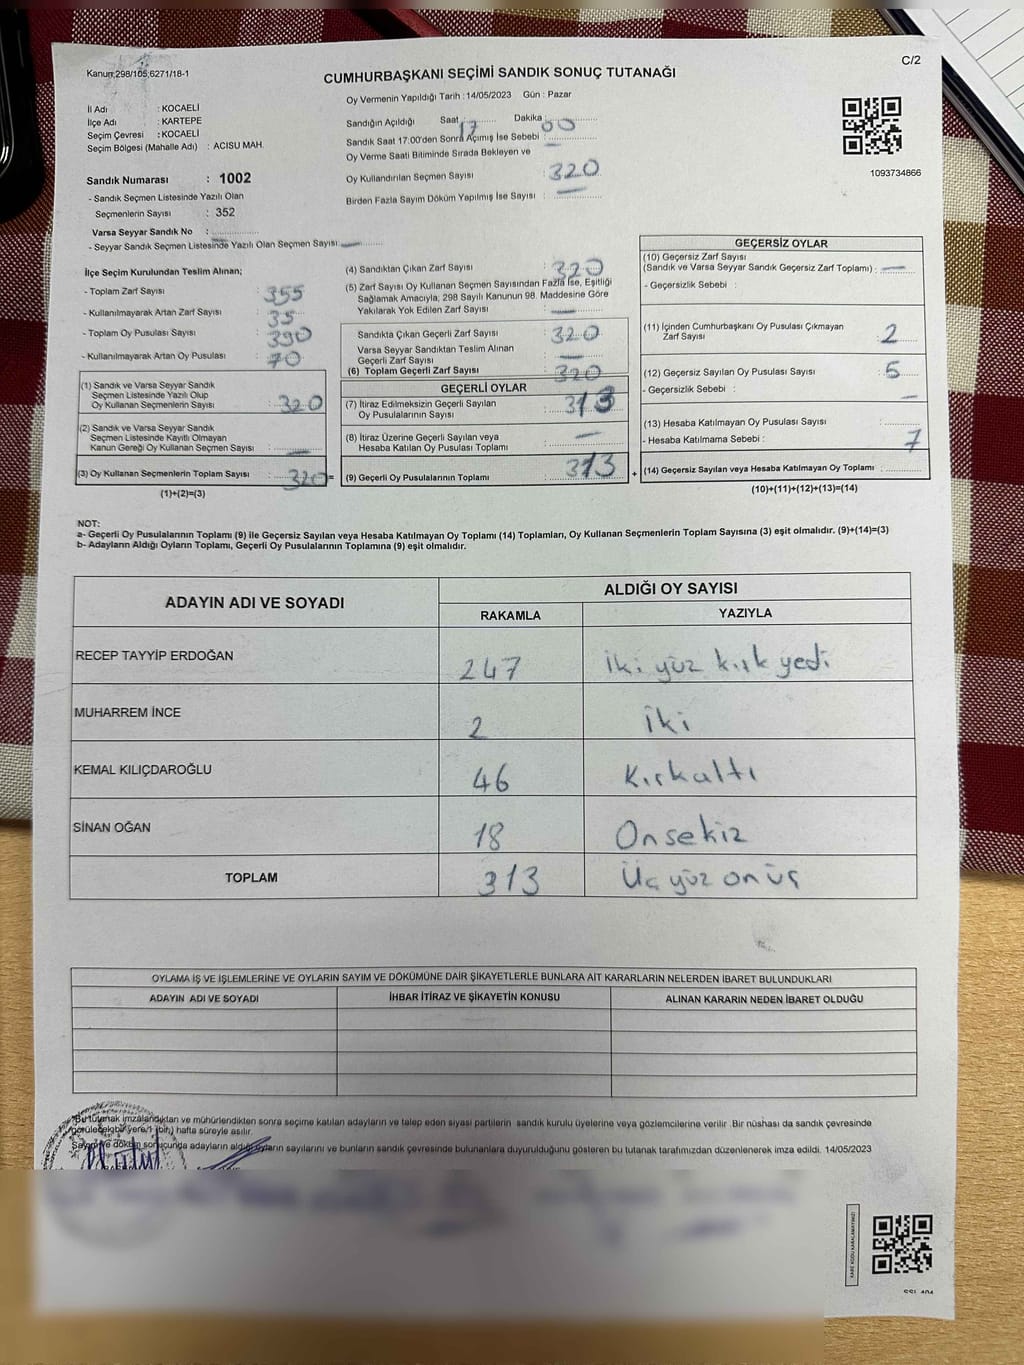 Kanun;298/105,6271/18-1
C/2
CUMHURBAŞKANI SEÇİMİ SANDIK SONUÇ TUTANAĞI
İl Adı : KOCAELİ
İlçe Adı : KARTEPE
Seçim Çevresi : KOCAELİ
Seçim Bölgesi (Mahalle Adı) : ACISU MAH.
Sandık Numarası : 1002
- Sandık Seçmen Listesinde Yazılı Olan
Seçmenlerin Sayısı : 352
Varsa Seyyar Sandık No :
- Seyyar Sandık Seçmen Listesinde Yazılı Olan Seçmen Sayısı: —
Oy Vermenin Yapıldığı Tarih : 14/05/2023 Gün : Pazar
Sandığın Açıldığı Saat 17 Dakika 00
Sandık Saat 17:00'den Sonra Açımış İse Sebebi : —
Oy Verme Saati Bitiminde Sırada Bekleyen ve
Oy Kullandırılan Seçmen Sayısı : 320
Birden Fazla Sayım Döküm Yapılmış İse Sayısı : —
1093734866
İlçe Seçim Kurulundan Teslim Alınan;
- Toplam Zarf Sayısı : 355
- Kullanılmayarak Artan Zarf Sayısı : 35
- Toplam Oy Pusulası Sayısı : 390
- Kullanılmayarak Artan Oy Pusulası : 70
(1) Sandık ve Varsa Seyyar Sandık
Seçmen Listesinde Yazılı Olup
Oy Kullanan Seçmenlerin Sayısı : 320
(2) Sandık ve Varsa Seyyar Sandık
Seçmen Listesinde Kayıtlı Olmayan
Kanun Gereği Oy Kullanan Seçmen Sayısı : —
(3) Oy Kullanan Seçmenlerin Toplam Sayısı : 320 =
(1)+(2)=(3)
(4) Sandıktan Çıkan Zarf Sayısı : 320
(5) Zarf Sayısı Oy Kullanan Seçmen Sayısından Fazla İse, Eşitliği
Sağlamak Amacıyla, 298 Sayılı Kanunun 98. Maddesine Göre
Yakılarak Yok Edilen Zarf Sayısı : —
Sandıkta Çıkan Geçerli Zarf Sayısı : 320
Varsa Seyyar Sandıktan Teslim Alınan
Geçerli Zarf Sayısı : —
(6) Toplam Geçerli Zarf Sayısı : 320
GEÇERLİ OYLAR
(7) İtiraz Edilmeksizin Geçerli Sayılan
Oy Pusulalarının Sayısı : 313
(8) İtiraz Üzerine Geçerli Sayılan veya
Hesaba Katılan Oy Pusulası Toplamı : —
(9) Geçerli Oy Pusulalarının Toplamı : 313 +
GEÇERSİZ OYLAR
(10) Geçersiz Zarf Sayısı
(Sandık ve Varsa Seyyar Sandık Geçersiz Zarf Toplamı) : —
- Geçersizlik Sebebi :
(11) İçinden Cumhurbaşkanı Oy Pusulası Çıkmayan
Zarf Sayısı : 2
(12) Geçersiz Sayılan Oy Pusulası Sayısı : 5
- Geçersizlik Sebebi :
(13) Hesaba Katılmayan Oy Pusulası Sayısı : —
- Hesaba Katılmama Sebebi :
(14) Geçersiz Sayılan veya Hesaba Katılmayan Oy Toplamı : 7
(10)+(11)+(12)+(13)=(14)
NOT:
a- Geçerli Oy Pusulalarının Toplamı (9) ile Geçersiz Sayılan veya Hesaba Katılmayan Oy Toplamı (14) Toplamları, Oy Kullanan Seçmenlerin Toplam Sayısına (3) eşit olmalıdır. (9)+(14)=(3)
b- Adayların Aldığı Oyların Toplamı, Geçerli Oy Pusulalarının Toplamına (9) eşit olmalıdır.
ADAYIN ADI VE SOYADI ALDIĞI OY SAYISI
RAKAMLA YAZIYLA
RECEP TAYYİP ERDOĞAN 247 İki yüz kırk yedi
MUHARREM İNCE 2 İki
KEMAL KILIÇDAROĞLU 46 Kırkaltı
SİNAN OĞAN 18 Onsekiz
TOPLAM 313 Üç yüz onüç
OYLAMA İŞ VE İŞLEMLERİNE VE OYLARIN SAYIM VE DÖKÜMÜNE DAİR ŞİKAYETLERLE BUNLARA AİT KARARLARIN NELERDEN İBARET BULUNDUKLARI
ADAYIN ADI VE SOYADI İHBAR İTİRAZ VE ŞİKAYETİN KONUSU ALINAN KARARIN NEDEN İBARET OLDUĞU
Bu tutanak imzalandıktan ve mühürlendikten sonra seçime katılan adayların ve talep eden siyasi partilerin sandık kurulu üyelerine veya gözlemcilerine verilir. Bir nüshası da sandık çevresinde
görülecek bir yere 1 (bir) hafta süreyle asılır.
Sayım ve döküm sonucunda adayların aldığı oyların sayılarını ve bunların sandık çevresinde bulunanlara duyurulduğunu gösteren bu tutanak tarafımızdan düzenlenerek imza edildi. 14/05/2023
KARE KODU KARALAMAYINIZ!